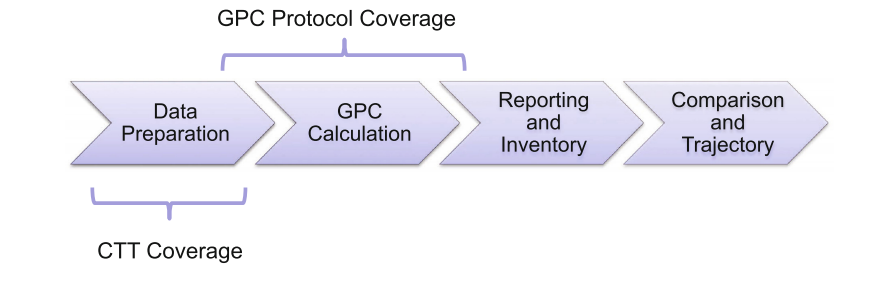 GPC Protocol Coverage
Data
Preparation
GPC
Calculation
Reporting
and
Inventory
Comparison
and
Trajectory
CTT Coverage